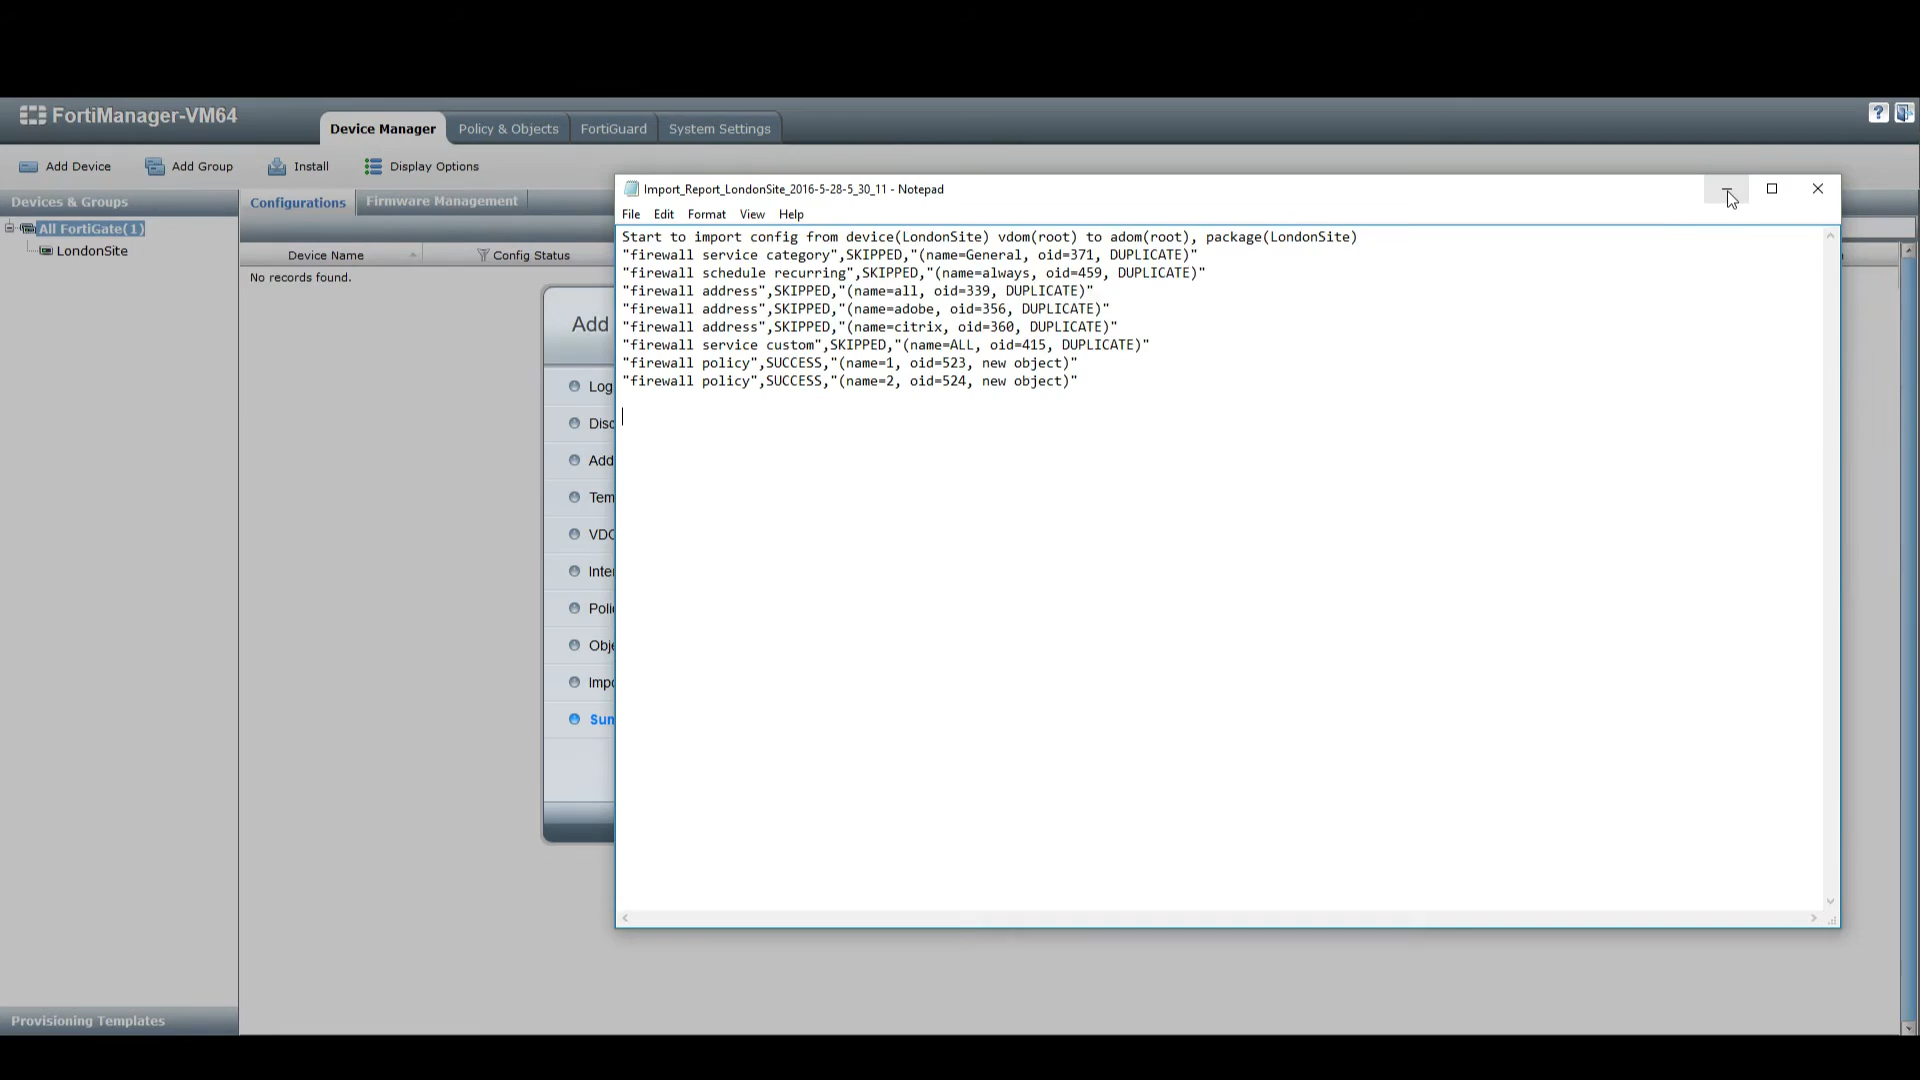 FortiManager-VM64
Device Manager
Policy & Objects
FortiGuard
System Settings
?
Add Device
Add Group
Install
Display Options
Devices & Groups
All FortiGate(1)
LondonSite
Configurations
Firmware Management
Device Name
Config Status
No records found.
Add
Log
Disc
Add
Tem
VDO
Inter
Polic
Obje
Impo
Sum
Import_Report_LondonSite_2016-5-28-5_30_11 - Notepad
File Edit Format View Help
Start to import config from device(LondonSite) vdom(root) to adom(root), package(LondonSite)
"firewall service category",SKIPPED,"(name=General, oid=371, DUPLICATE)"
"firewall schedule recurring",SKIPPED,"(name=always, oid=459, DUPLICATE)"
"firewall address",SKIPPED,"(name=all, oid=339, DUPLICATE)"
"firewall address",SKIPPED,"(name=adobe, oid=356, DUPLICATE)"
"firewall address",SKIPPED,"(name=citrix, oid=360, DUPLICATE)"
"firewall service custom",SKIPPED,"(name=ALL, oid=415, DUPLICATE)"
"firewall policy",SUCCESS,"(name=1, oid=523, new object)"
"firewall policy",SUCCESS,"(name=2, oid=524, new object)"
Provisioning Templates